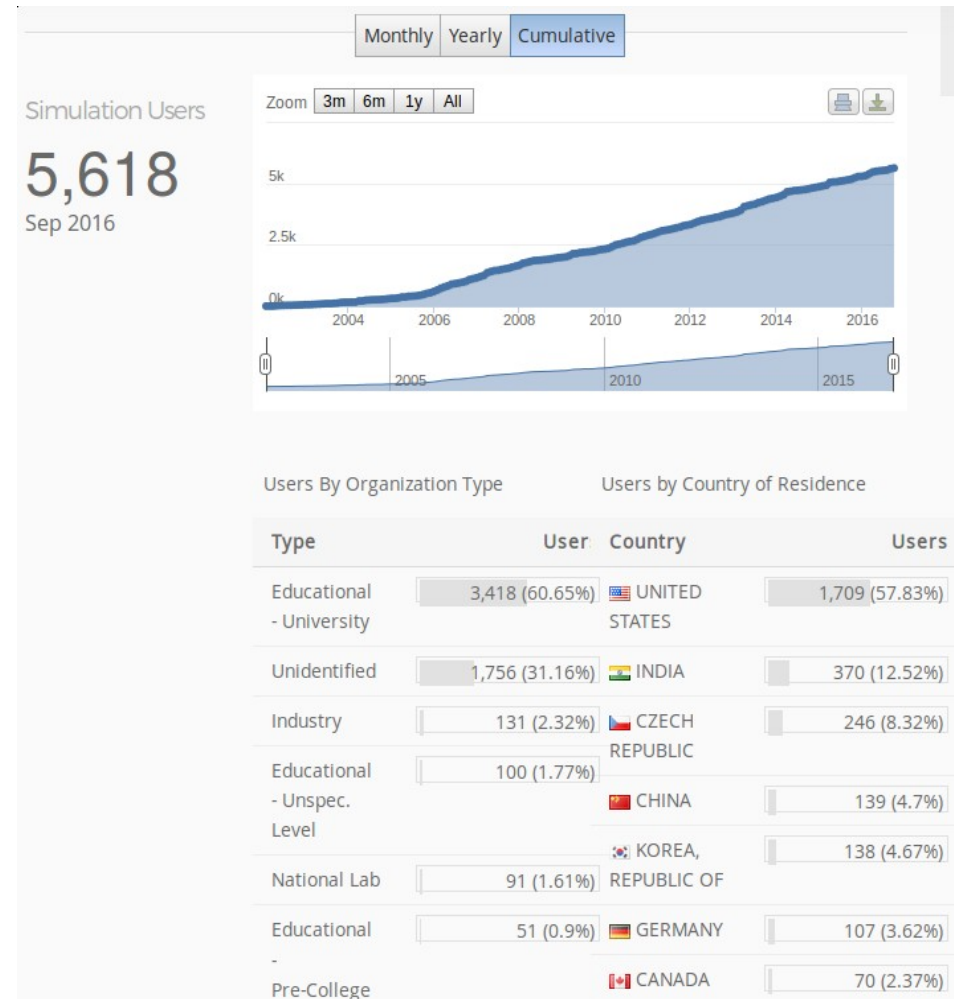 Monthly Yearly Cumulative
Simulation Users
5,618
Sep 2016
Zoom 3m 6m 1y All
5k
2.5k
0k
2004 2006 2008 2010 2012 2014 2016
2005 2010 2015
Users By Organization Type
Type User
Educational 3,418 (60.65%)
- University
Unidentified 1,756 (31.16%)
Industry 131 (2.32%)
Educational 100 (1.77%)
- Unspec.
Level
National Lab 91 (1.61%)
Educational 51 (0.9%)
-
Pre-College
Users by Country of Residence
Country Users
UNITED 1,709 (57.83%)
STATES
INDIA 370 (12.52%)
CZECH 246 (8.32%)
REPUBLIC
CHINA 139 (4.7%)
KOREA, 138 (4.67%)
REPUBLIC OF
GERMANY 107 (3.62%)
CANADA 70 (2.37%)